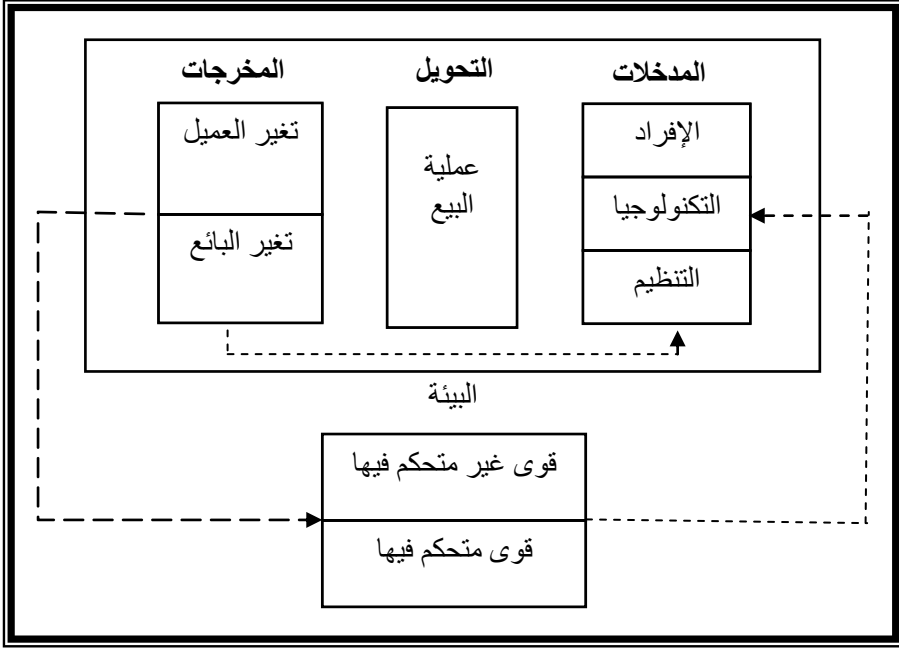 المدخلات
التحويل
المخرجات
الإفراد
التكنولوجيا
التنظيم
عملية
البيع
تغير العميل
تغير البائع
البيئة
قوى غير متحكم فيها
قوى متحكم فيها